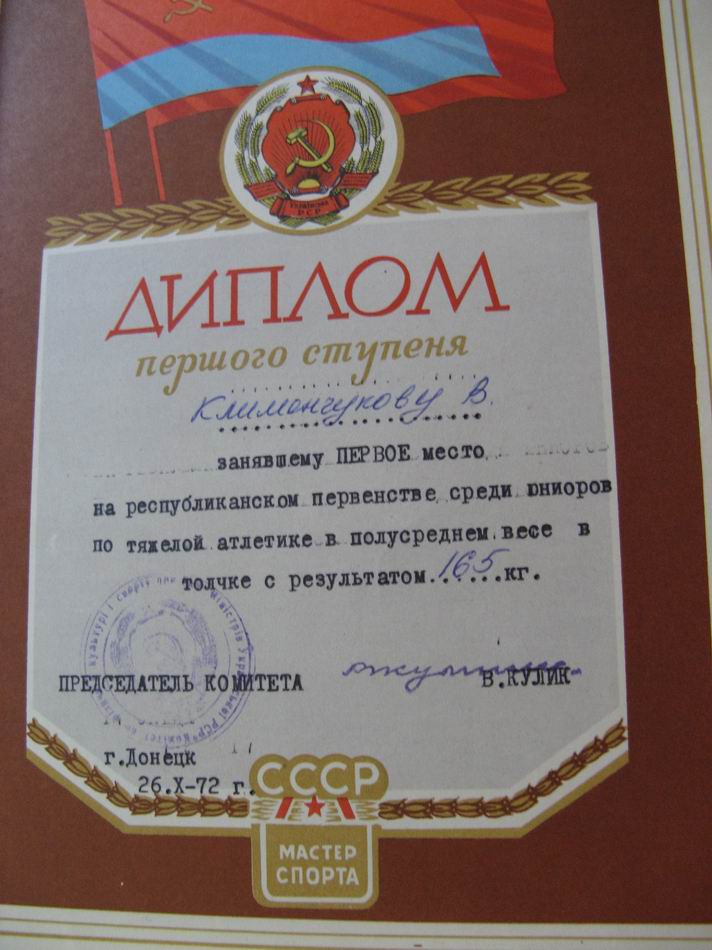 УКРАЇНСЬКА
РСР
ДИПЛОМ
першого ступеня
Клименчукову В.
занявшему ПЕРВОЕ место
на республиканском первенстве среди юниоров
по тяжелой атлетике в полусреднем весе в
толчке с результатом 165 кг.
ПРЕДСЕДАТЕЛЬ КОМИТЕТА В.КУЛИК
г.Донецк
26.X-72 г.
СССР
МАСТЕР
СПОРТА